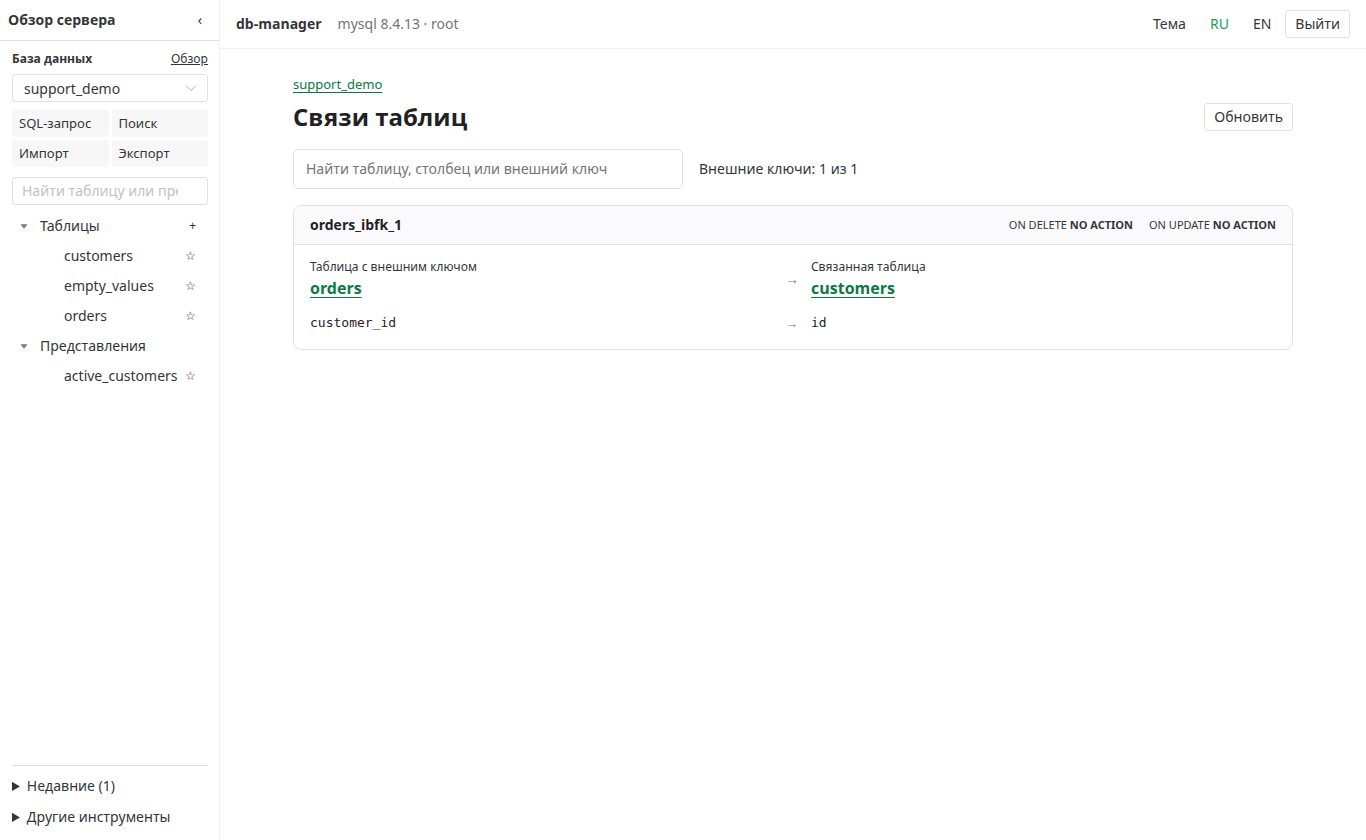 Обзор сервера ‹
База данных Обзор
support_demo
SQL-запрос Поиск
Импорт Экспорт
Найти таблицу или пре
Таблицы +
customers
empty_values
orders
Представления
active_customers
Недавние (1)
Другие инструменты
db-manager mysql 8.4.13 · root Тема RU EN Выйти
support_demo
Связи таблиц Обновить
Найти таблицу, столбец или внешний ключ Внешние ключи: 1 из 1
orders_ibfk_1 ON DELETE NO ACTION ON UPDATE NO ACTION
Таблица с внешним ключом → Связанная таблица
orders customers
customer_id → id